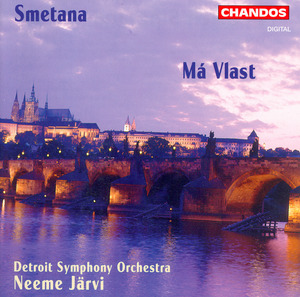 Smetana
CHANDOS
DIGITAL
Má Vlast
Detroit Symphony Orchestra
Neeme Järvi